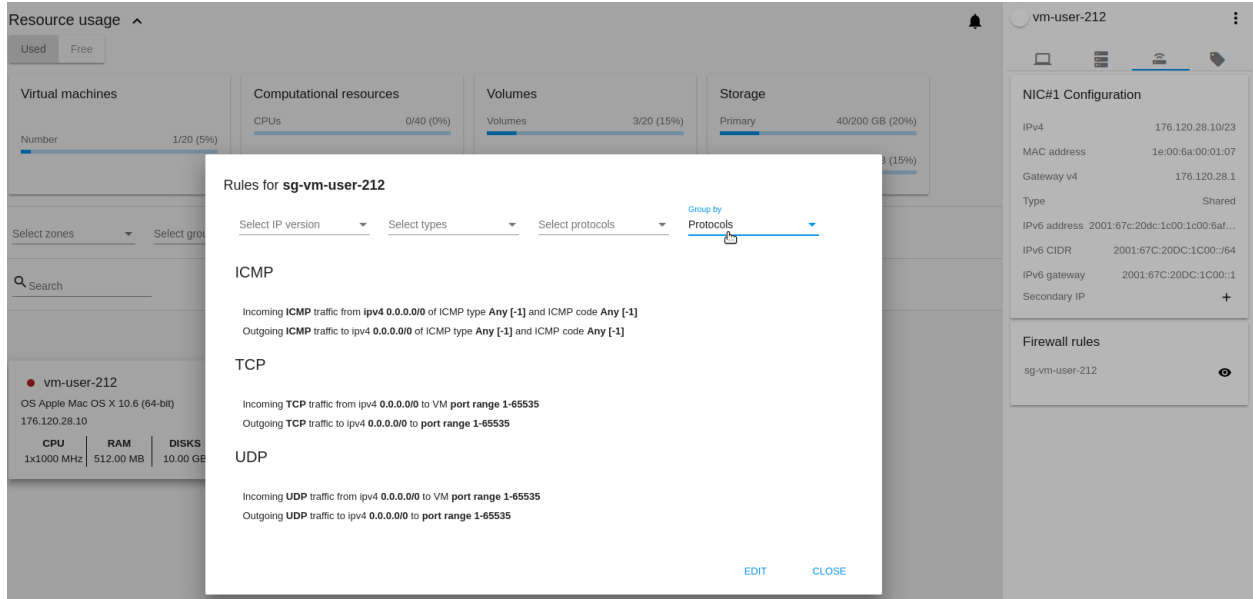 Resource usage
Used Free
Virtual machines
Number 1/20 (5%)
Computational resources
CPUs 0/40 (0%)
Volumes
Volumes 3/20 (15%)
Storage
Primary 40/200 GB (20%)
(15%)
Select zones
Search
vm-user-212
OS Apple Mac OS X 10.6 (64-bit)
176.120.28.10
CPU RAM DISKS
1x1000 MHz 512.00 MB 10.00 GB
Rules for sg-vm-user-212
Group by
Select IP version Select types Select protocols Protocols
ICMP
Incoming ICMP traffic from ipv4 0.0.0.0/0 of ICMP type Any [-1] and ICMP code Any [-1]
Outgoing ICMP traffic to ipv4 0.0.0.0/0 of ICMP type Any [-1] and ICMP code Any [-1]
TCP
Incoming TCP traffic from ipv4 0.0.0.0/0 to VM port range 1-65535
Outgoing TCP traffic to ipv4 0.0.0.0/0 to port range 1-65535
UDP
Incoming UDP traffic from ipv4 0.0.0.0/0 to VM port range 1-65535
Outgoing UDP traffic to ipv4 0.0.0.0/0 to port range 1-65535
EDIT CLOSE
vm-user-212
NIC#1 Configuration
IPv4 176.120.28.10/23
MAC address 1e:00:6a:00:01:07
Gateway v4 176.120.28.1
Type Shared
IPv6 address 2001:67c:20dc:1c00:1c00:6af...
IPv6 CIDR 2001:67C:20DC:1C00::/64
IPv6 gateway 2001:67C:20DC:1C00::1
Secondary IP
Firewall rules
sg-vm-user-212